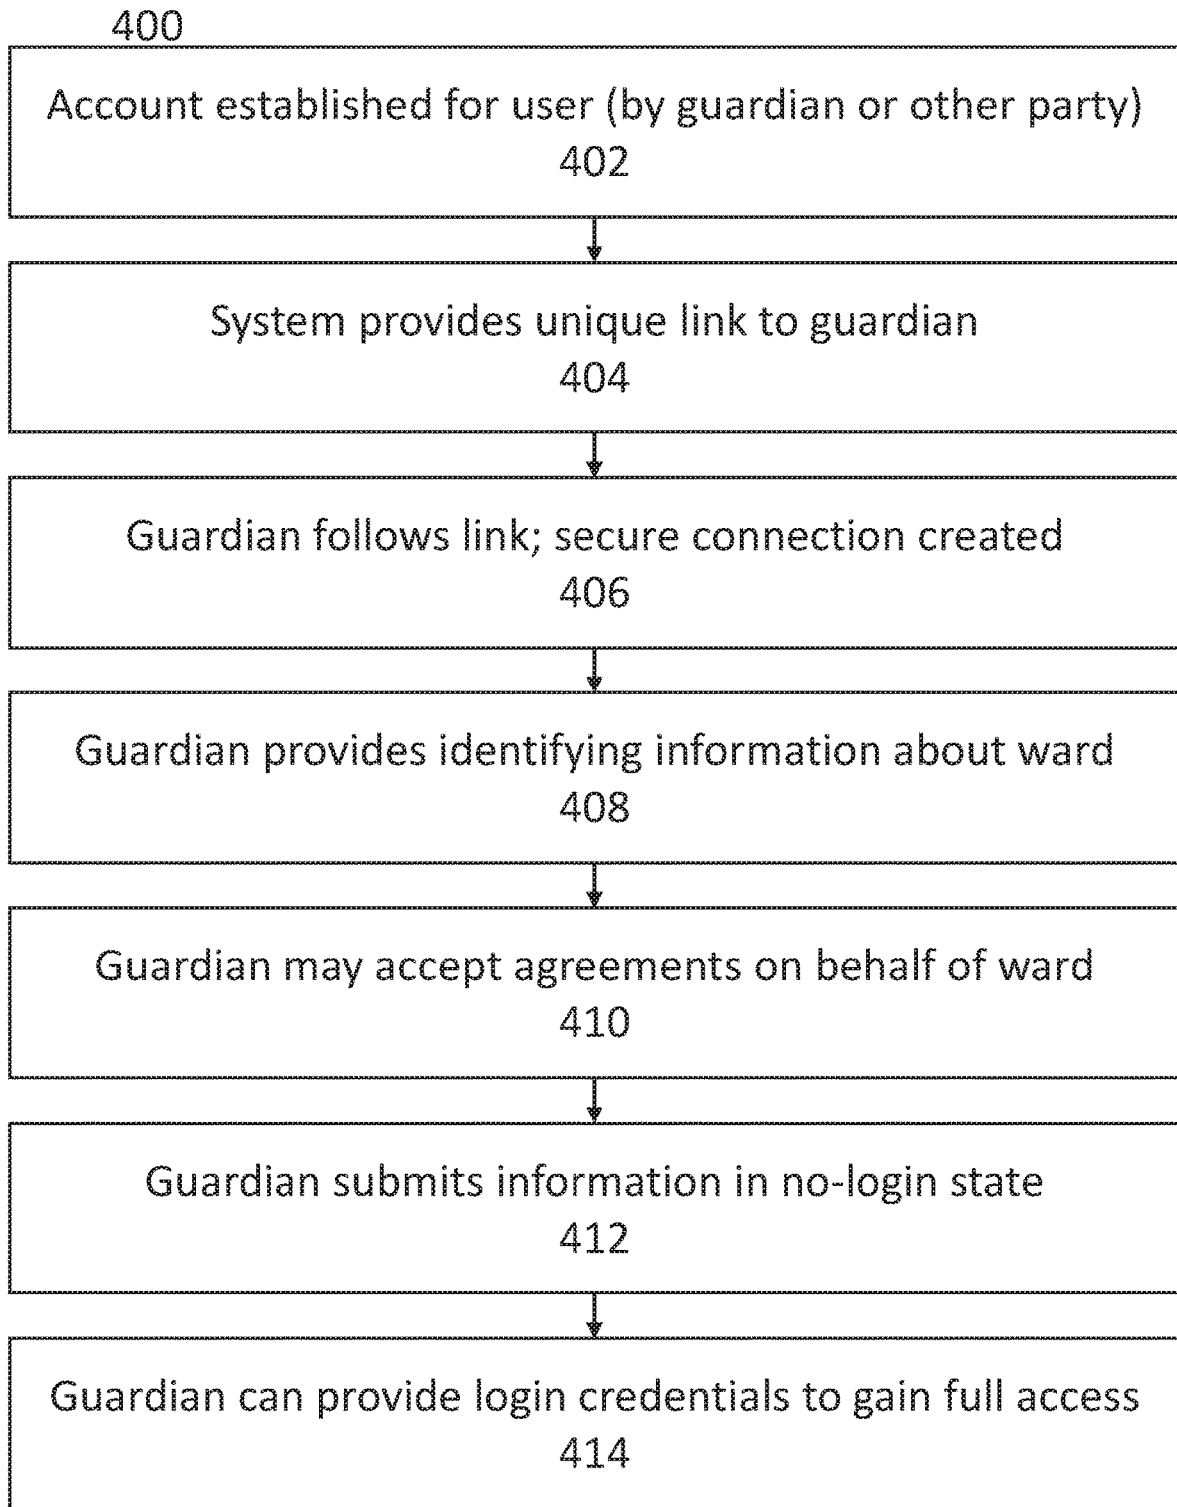 400
Account established for user (by guardian or other party)
402
System provides unique link to guardian
404
Guardian follows link; secure connection created
406
Guardian provides identifying information about ward
408
Guardian may accept agreements on behalf of ward
410
Guardian submits information in no-login state
412
Guardian can provide login credentials to gain full access
414